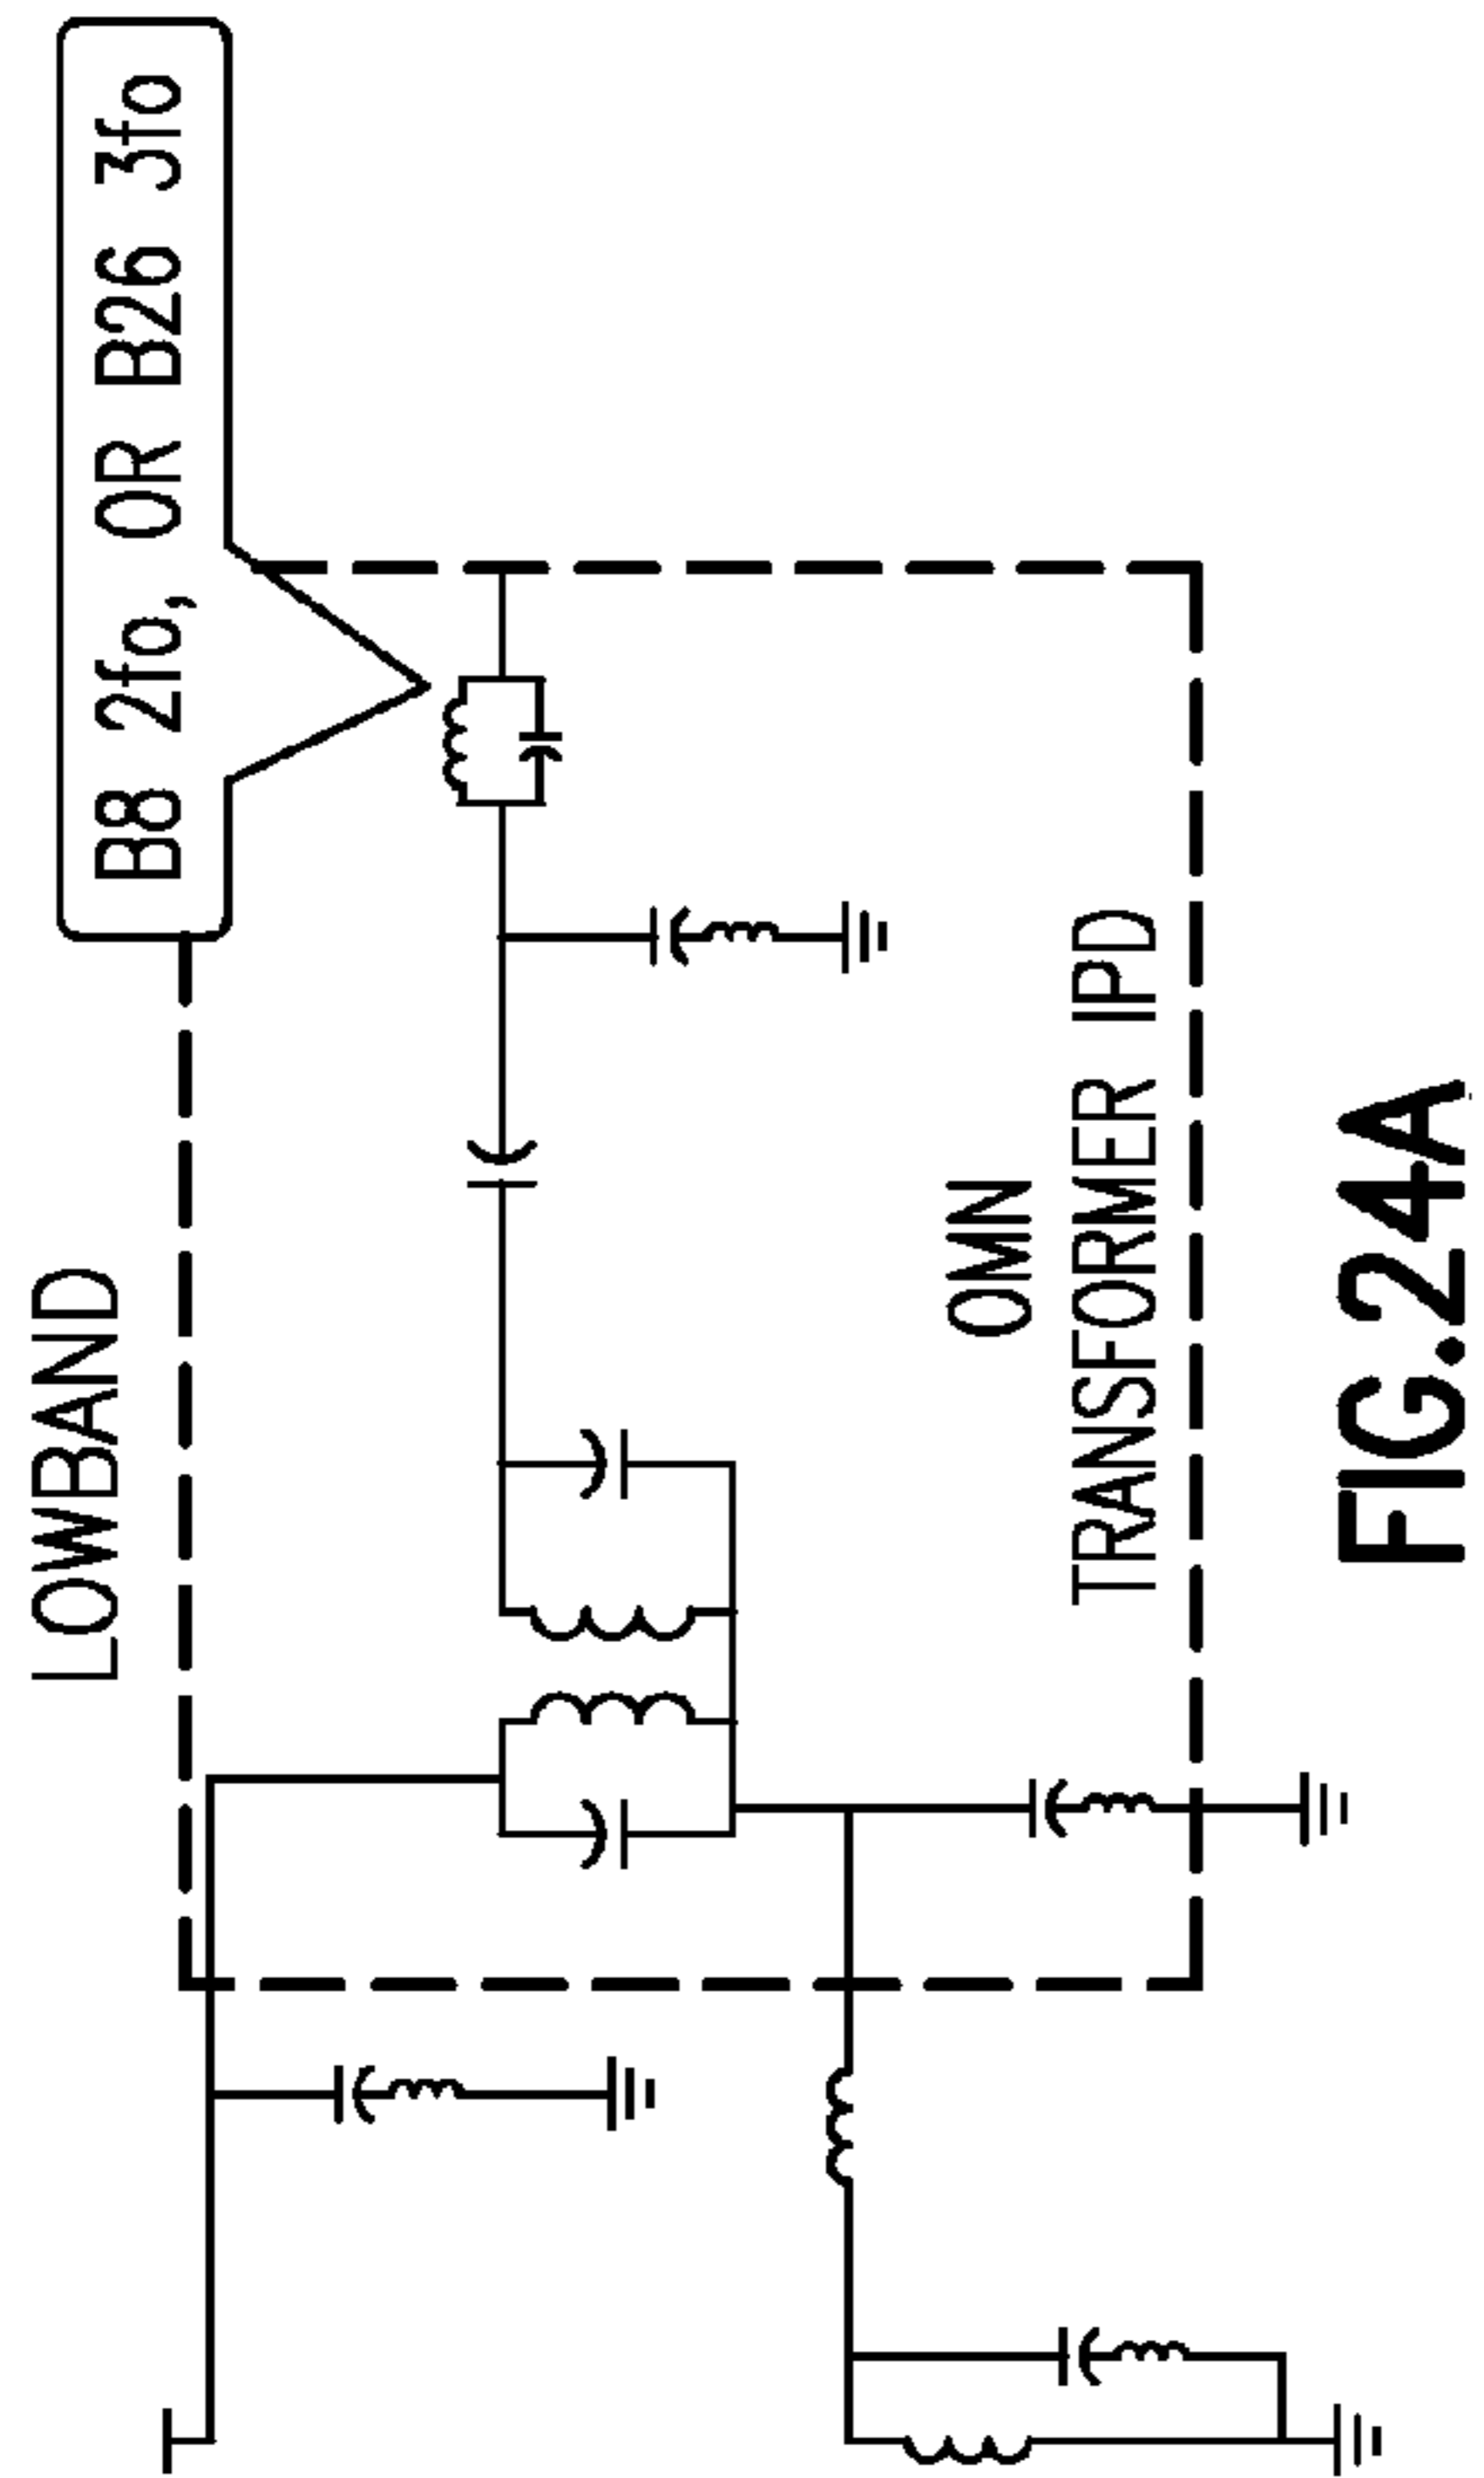 LOWBAND
B8 2fo, OR B26 3fo
OMN
TRANSFORMER IPD
FIG.24A